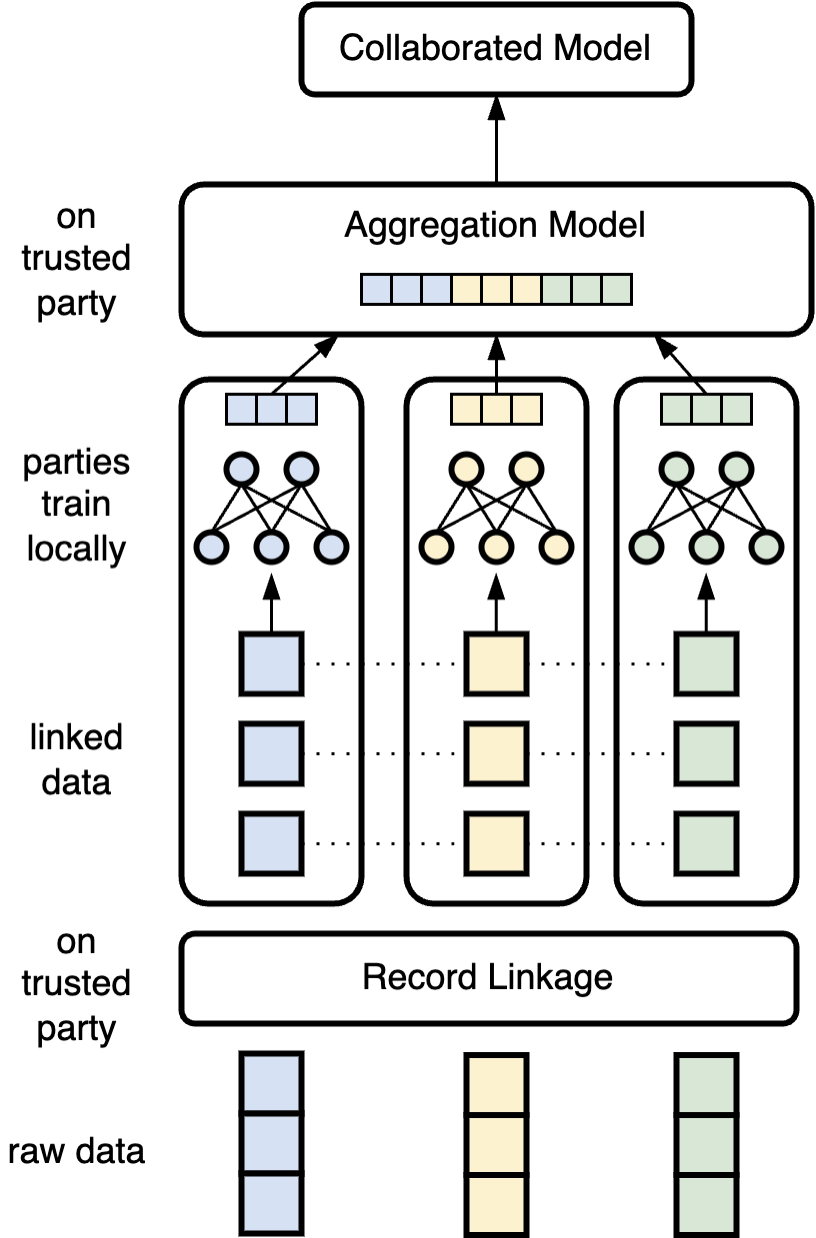 Collaborated Model
on
trusted
party
Aggregation Model
parties
train
locally
linked
data
on
trusted
party
Record Linkage
raw data